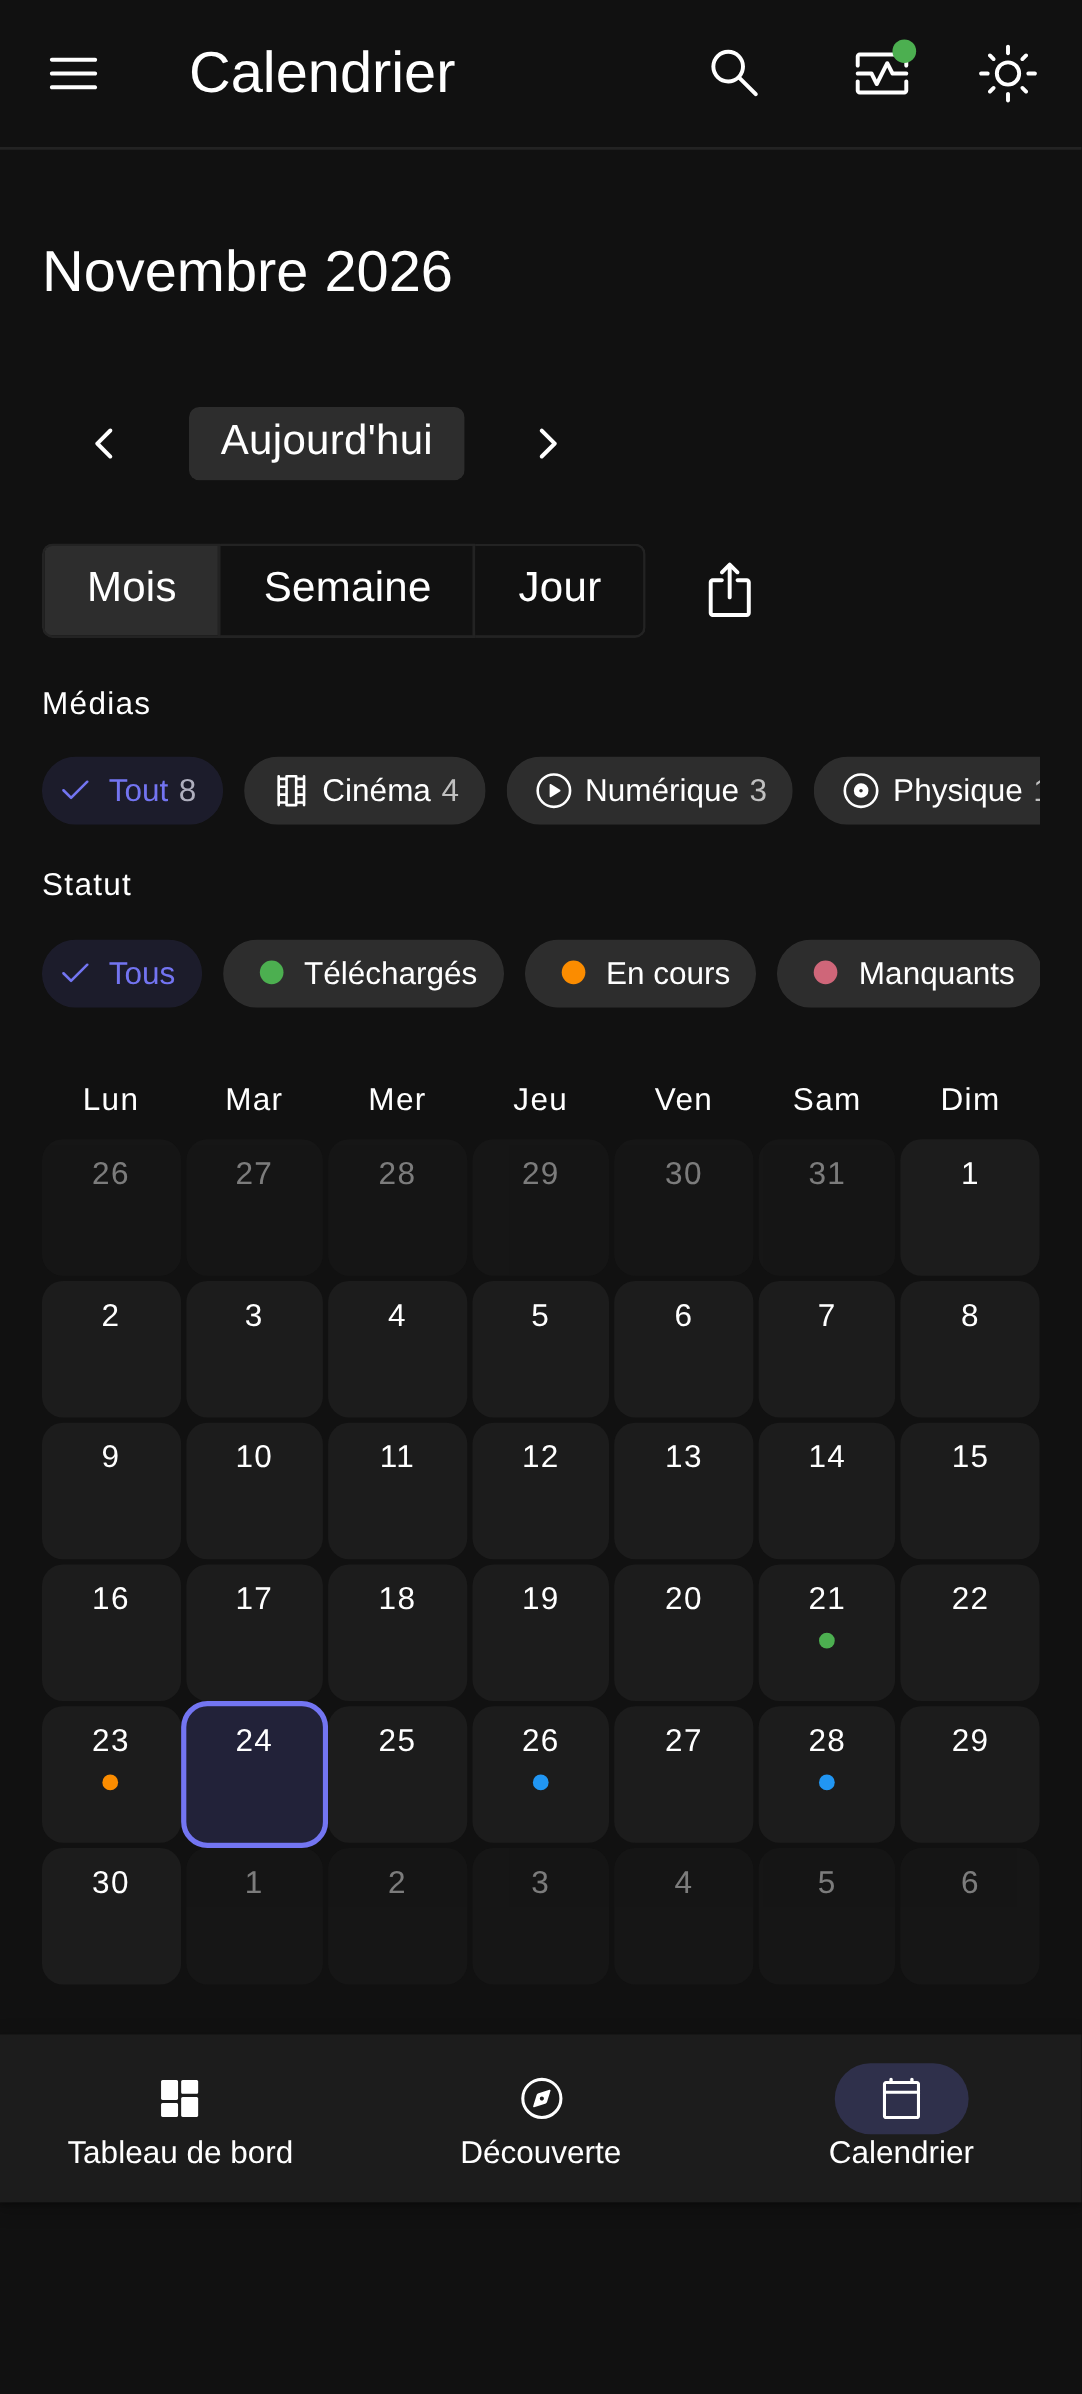 Calendrier
Novembre 2026
Aujourd'hui
Mois Semaine Jour
Médias
Tout 8 Cinéma 4 Numérique 3 Physique
Statut
Tous Téléchargés En cours Manquants
Lun Mar Mer Jeu Ven Sam Dim
26 27 28 29 30 31 1
2 3 4 5 6 7 8
9 10 11 12 13 14 15
16 17 18 19 20 21 22
23 24 25 26 27 28 29
30 1 2 3 4 5 6
Tableau de bord Découverte Calendrier